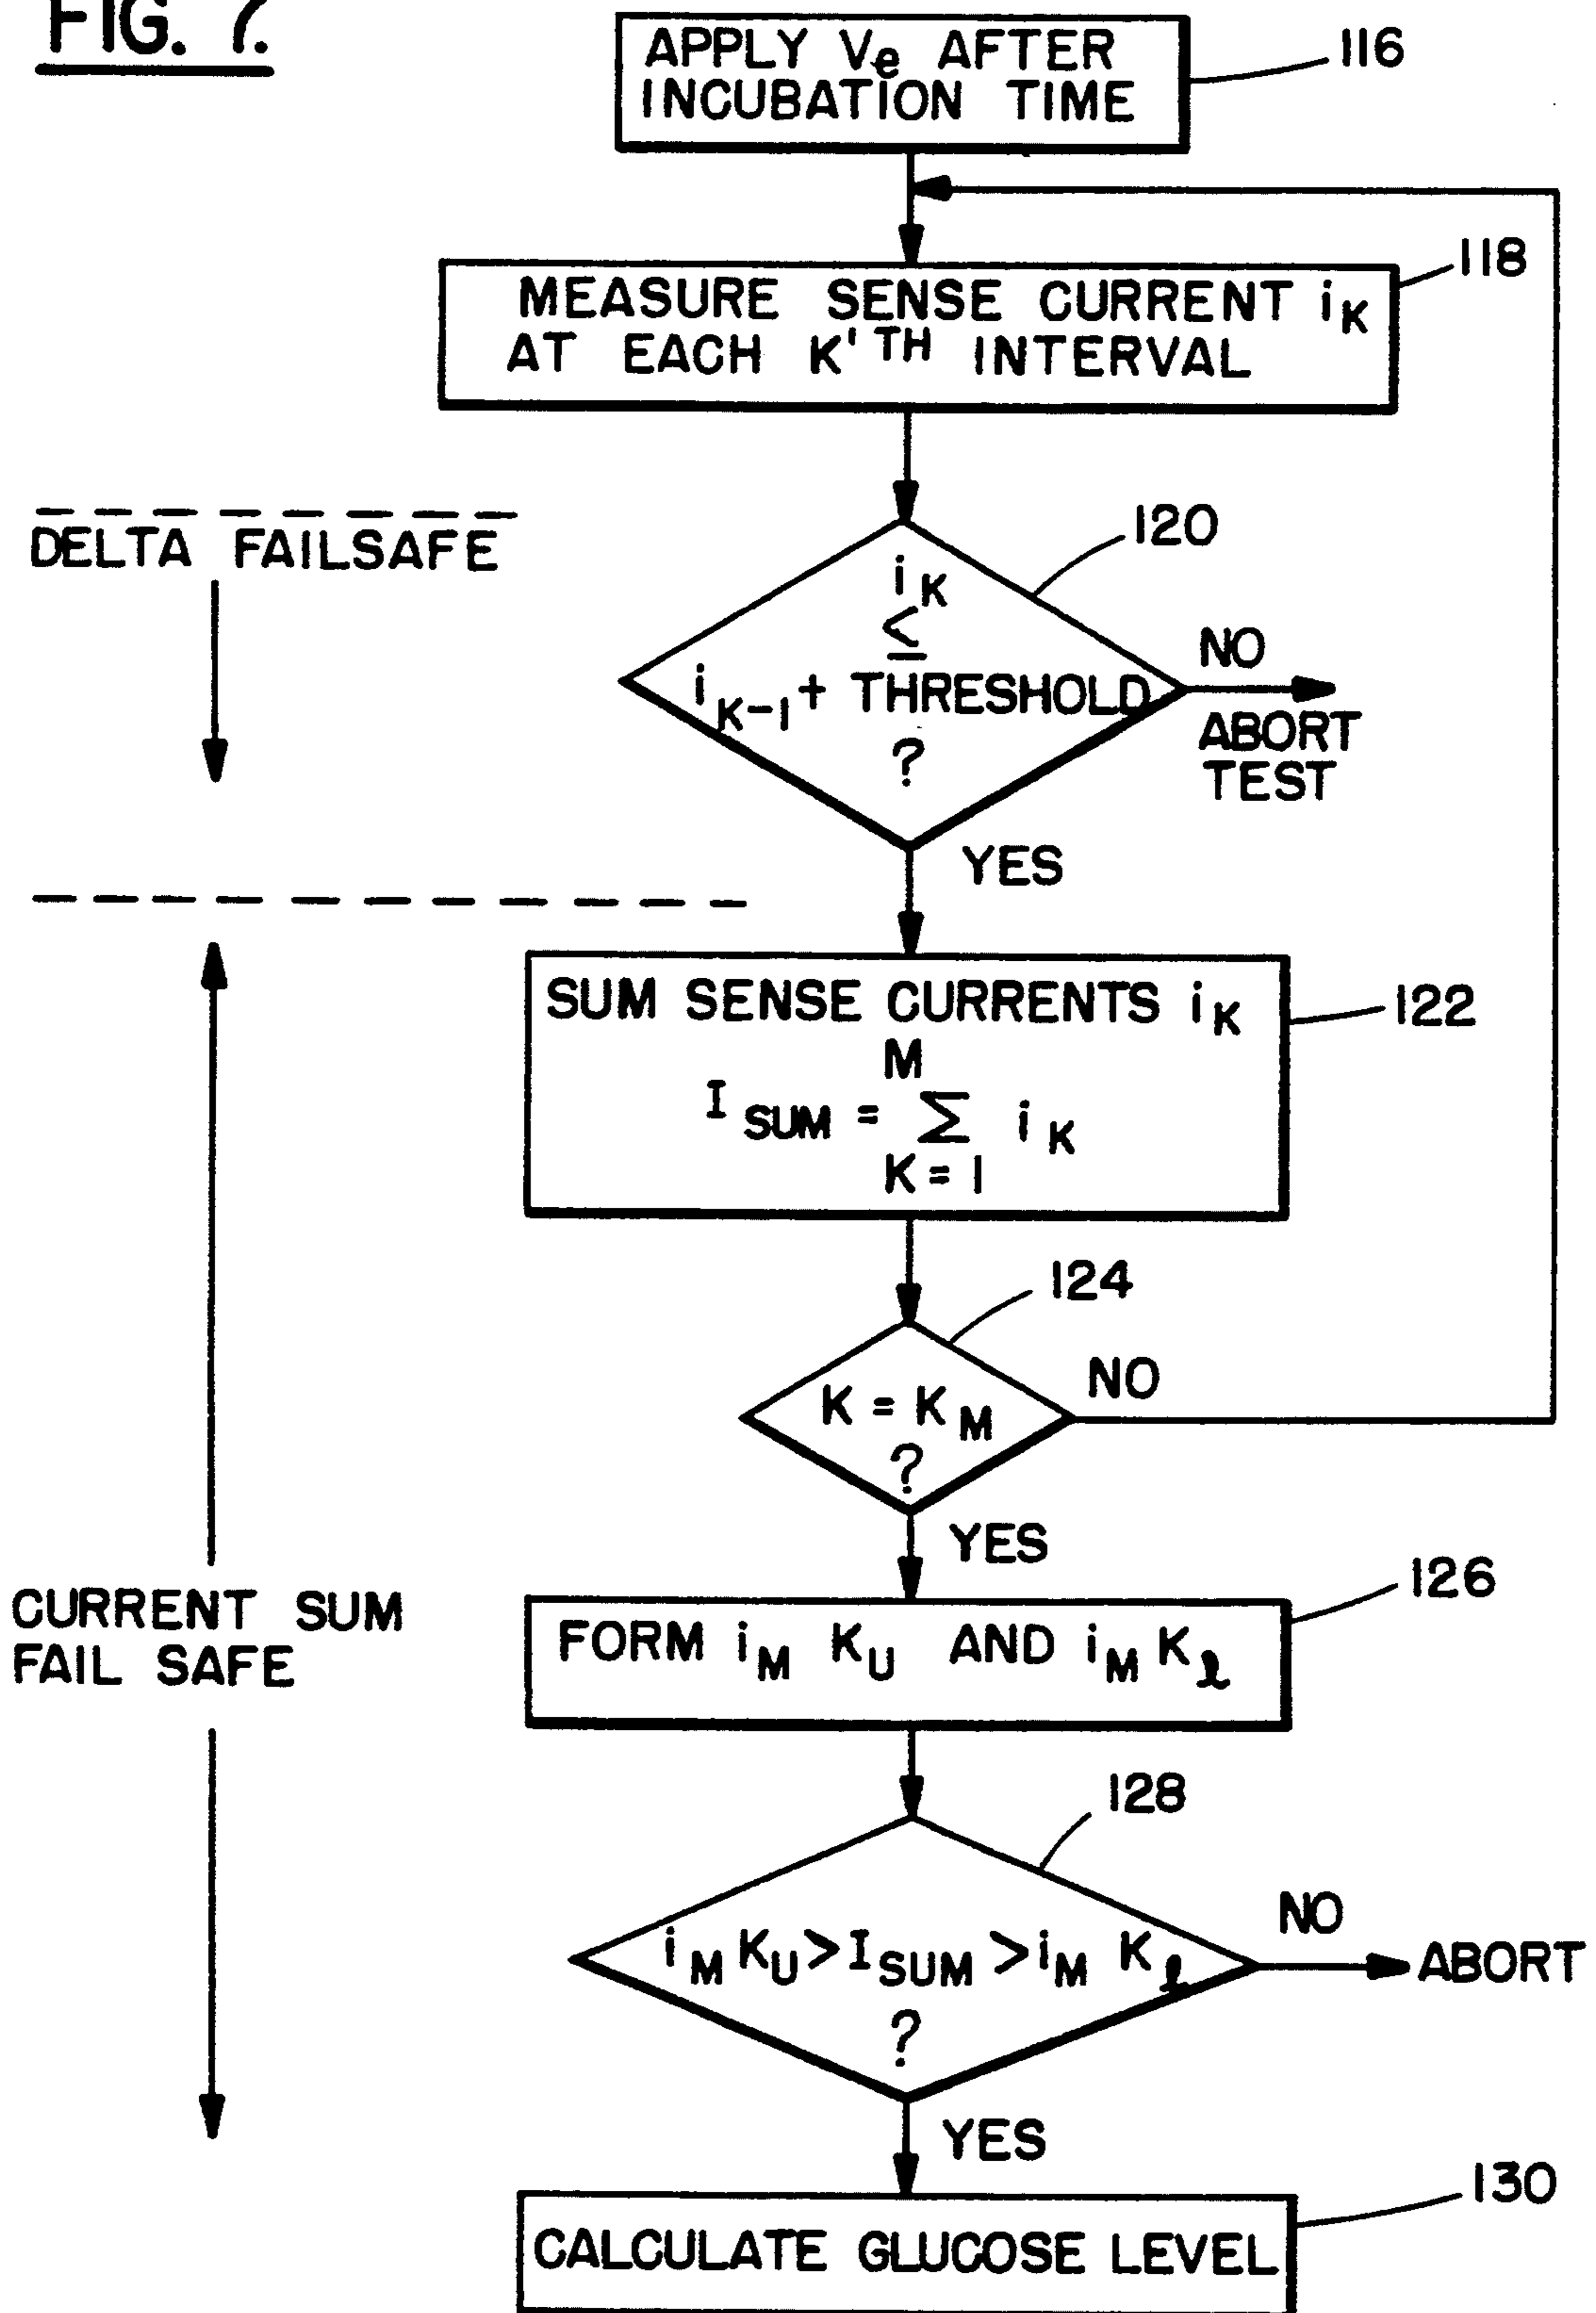 FIG. 7.
APPLY Ve AFTER
INCUBATION TIME
116
MEASURE SENSE CURRENT iK
AT EACH K'TH INTERVAL
118
DELTA FAILSAFE
120
iK
≤
iK-1 + THRESHOLD
?
NO
ABORT
TEST
YES
SUM SENSE CURRENTS iK
M
ISUM = Σ iK
K = 1
122
124
K = KM
?
NO
YES
CURRENT SUM
FAIL SAFE
FORM iM KU AND iM Kℓ
126
128
iM KU > ISUM > iM Kℓ
?
NO
ABORT
YES
CALCULATE GLUCOSE LEVEL
130